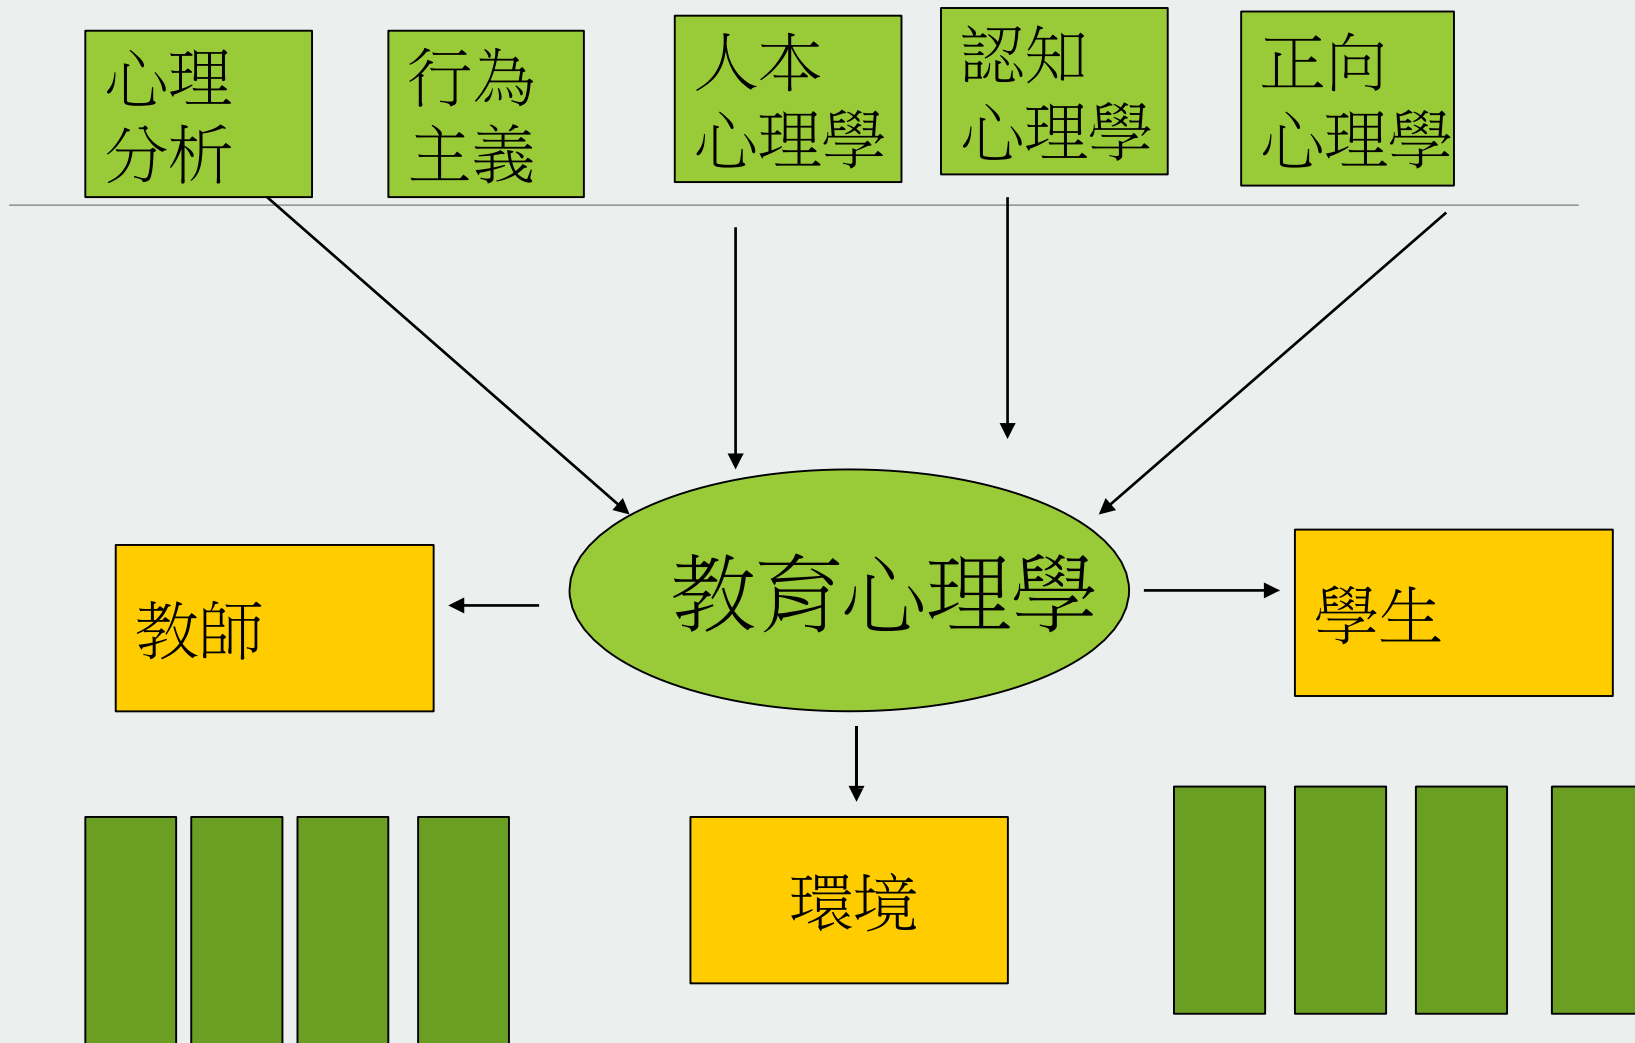 心理
分析
行為
主義
人本
心理學
認知
心理學
正向
心理學
教育心理學
教師
學生
環境